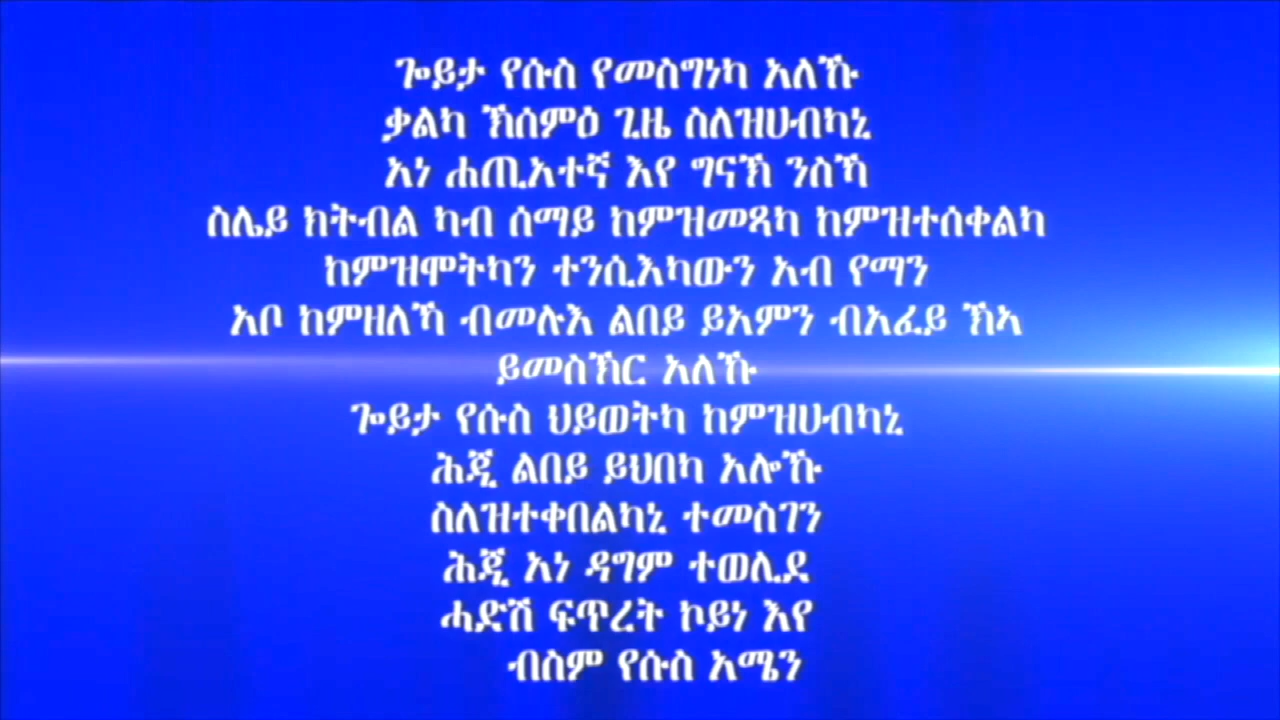 ጐይታ የሱስ የመስግነካ አለኹ
ቃልካ ኽሰምዕ ጊዜ ስለዝሀብካኒ
አነ ሐጢአተኛ እየ ግናኽ ንስኻ
ስሌይ ክትብል ካብ ሰማይ ከምዝመጻካ ከምዝተሰቀልካ
ከምዝሞትካን ተንሲእካውን አብ የማን
አቦ ከምዘለኻ ብመሉእ ልበይ ይአምን ብአፈይ ኽኣ
ይመስኽር አለኹ
ጐይታ የሱስ ህይወትካ ከምዝሀብካኒ
ሕጂ ልበይ ይህበካ አሎኹ
ስለዝተቀበልካኒ ተመስገን
ሕጂ አነ ዳግም ተወሊደ
ሓድሽ ፍጥረት ኮይነ እየ
ብስም የሱስ አሜን